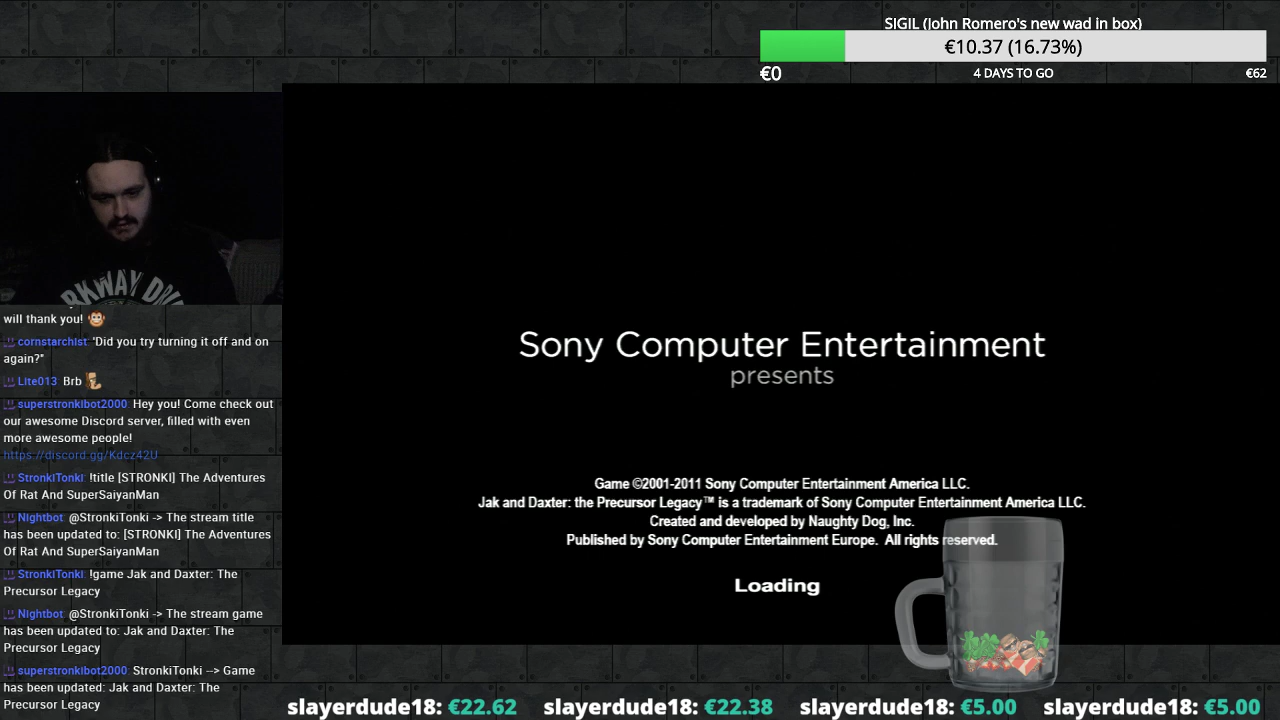 SIGIL (John Romero's new wad in box)
€10.37 (16.73%)
€0
4 DAYS TO GO
€62
will thank you!
cornstarchist: "Did you try turning it off and on
again?"
Lite013: Brb
superstronkibot2000: Hey you! Come check out
our awesome Discord server, filled with even
more awesome people!
https://discord.gg/Kdcz42U
StronkiTonki: !title [STRONKI] The Adventures
Of Rat And SuperSaiyanMan
Nightbot: @StronkiTonki -> The stream title
has been updated to: [STRONKI] The Adventures
Of Rat And SuperSaiyanMan
StronkiTonki: !game Jak and Daxter: The
Precursor Legacy
Nightbot: @StronkiTonki -> The stream game
has been updated to: Jak and Daxter: The
Precursor Legacy
superstronkibot2000: StronkiTonki --> Game
has been updated: Jak and Daxter: The
Precursor Legacy
Sony Computer Entertainment
presents
Game ©2001-2011 Sony Computer Entertainment America LLC.
Jak and Daxter: the Precursor Legacy™ is a trademark of Sony Computer Entertainment America LLC.
Created and developed by Naughty Dog, Inc.
Published by Sony Computer Entertainment Europe. All rights reserved.
Loading
slayerdude18: €22.62 slayerdude18: €22.38 slayerdude18: €5.00 slayerdude18: €5.00